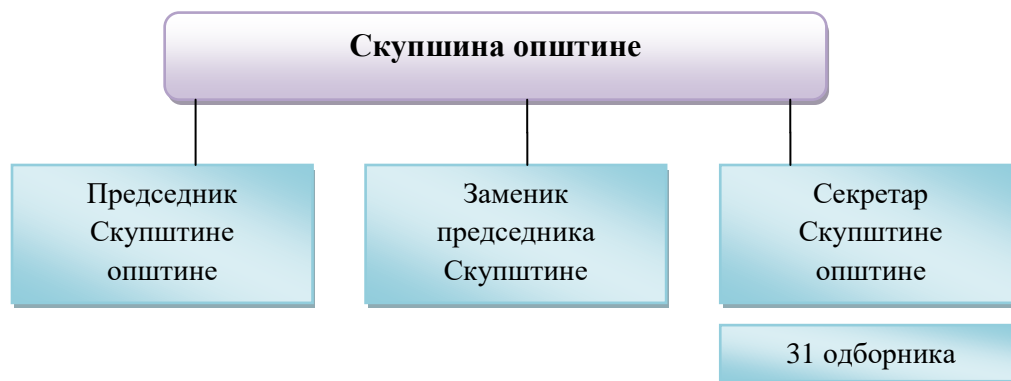 Скупшина општине
Председник
Скупштине
општине
Заменик
председника
Скупштине
Секретар
Скупштине
општине
31 одборника